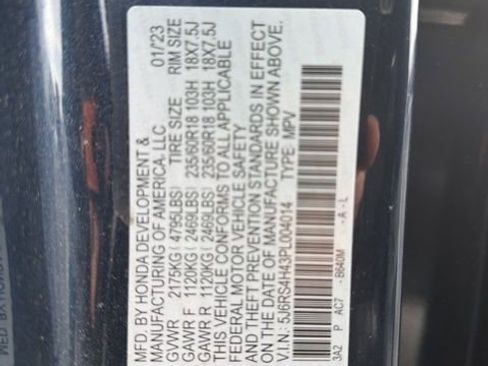 MFD. BY HONDA DEVELOPMENT &
MANUFACTURING OF AMERICA, LLC 01/23
GVWR 2175KG ( 4795LBS) TIRE SIZE RIM SIZE
GAWR F 1120KG ( 2469LBS) 235/60R18 103H 18X7.5J
GAWR R 1120KG ( 2469LBS) 235/60R18 103H 18X7.5J
THIS VEHICLE CONFORMS TO ALL APPLICABLE
FEDERAL MOTOR VEHICLE SAFETY
AND THEFT PREVENTION STANDARDS IN EFFECT
ON THE DATE OF MANUFACTURE SHOWN ABOVE.
V.I.N.: 5J8RS4H43PL004014 TYPE: MPV
3A2 P AC7 -B640M -A-L